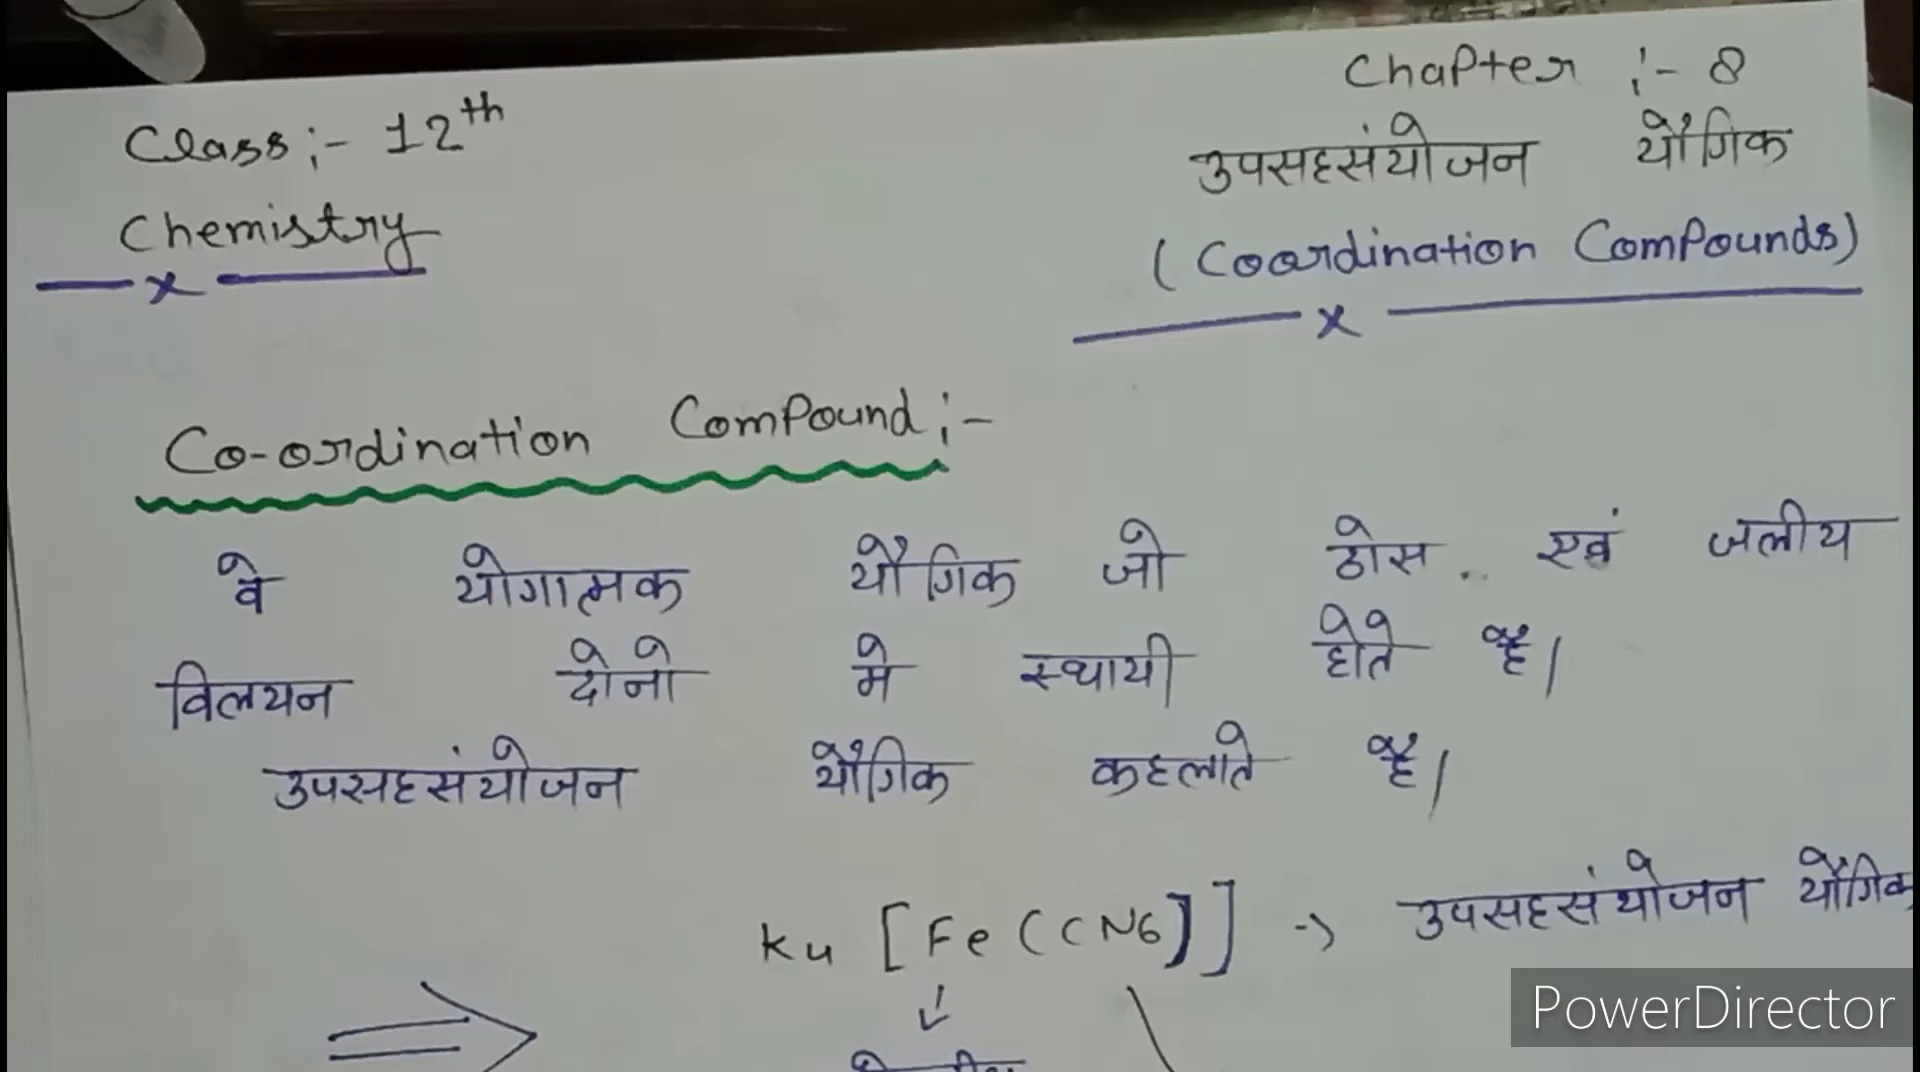 Class :- 12th
Chemistry
Chapter :- 8
उपसहसंयोजन यौगिक
(Coordination Compounds)
Co-ordination Compound :-
वे योगात्मक यौगिक जो ठोस एवं जलीय
विलयन दोनो मे स्थायी होते है।
उपसहसंयोजन यौगिक कहलाते है।
K4 [Fe(CN6)] → उपसहसंयोजन यौगिक
PowerDirector